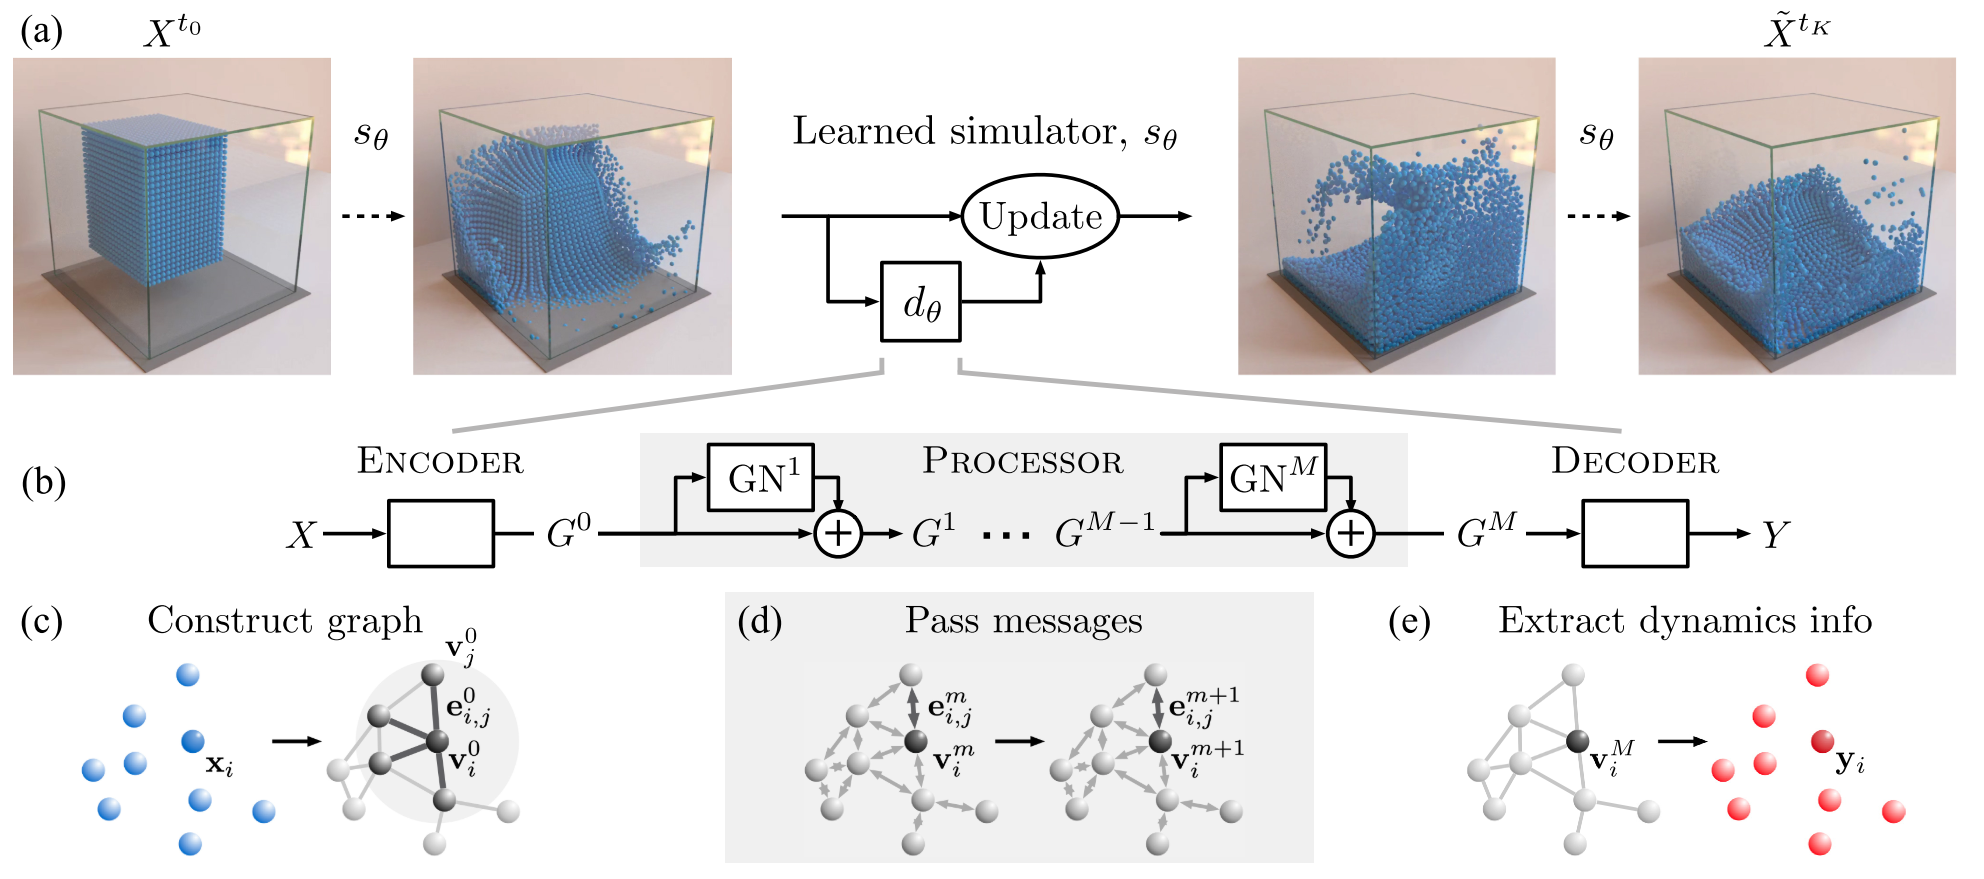 (a)
X^{t_0}
X̃^{t_K}
s_θ
Learned simulator, s_θ
s_θ
Update
d_θ
(b)
ENCODER
PROCESSOR
DECODER
GN^1
GN^M
X
G^0
+
G^1
···
G^{M−1}
+
G^M
Y
(c) Construct graph
v_j^0
e_{i,j}^0
v_i^0
x_i
(d) Pass messages
e_{i,j}^m
v_i^m
e_{i,j}^{m+1}
v_i^{m+1}
(e) Extract dynamics info
v_i^M
y_i